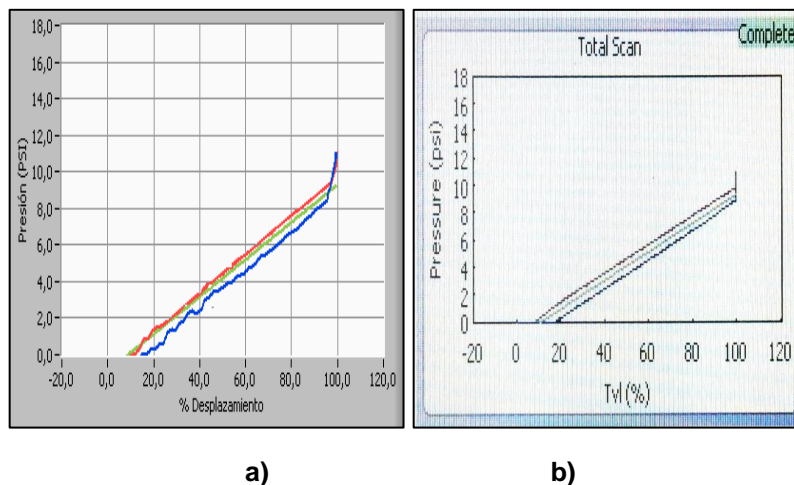 18,0
16,0
14,0
12,0
10,0
8,0
6,0
4,0
2,0
0,0
Presión (PSI)
-20,0 0,0 20,0 40,0 60,0 80,0 100,0 120,0
% Desplazamiento
a)
Complete
Total Scan
18
16
14
12
10
8
6
4
2
0
Pressure (psi)
-20 0 20 40 60 80 100 120
Tvl (%)
b)